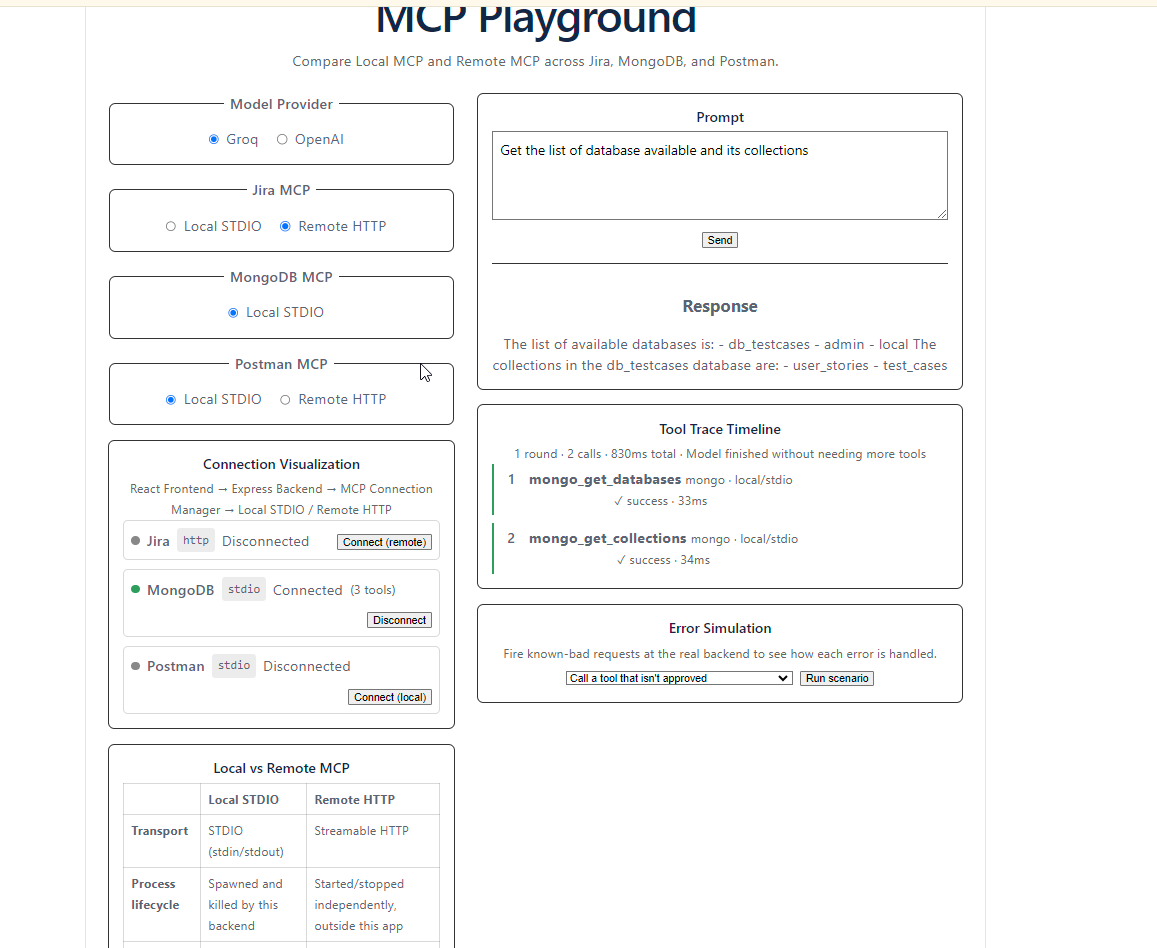 MCP Playground
Compare Local MCP and Remote MCP across Jira, MongoDB, and Postman.
Model Provider
Groq OpenAI
Jira MCP
Local STDIO Remote HTTP
MongoDB MCP
Local STDIO
Postman MCP
Local STDIO Remote HTTP
Connection Visualization
React Frontend → Express Backend → MCP Connection
Manager → Local STDIO / Remote HTTP
Jira http Disconnected Connect (remote)
MongoDB stdio Connected (3 tools)
Disconnect
Postman stdio Disconnected
Connect (local)
Local vs Remote MCP
Local STDIO Remote HTTP
Transport STDIO Streamable HTTP
(stdin/stdout)
Process Spawned and Started/stopped
lifecycle killed by this independently,
backend outside this app
Prompt
Get the list of database available and its collections
Send
Response
The list of available databases is: - db_testcases - admin - local The
collections in the db_testcases database are: - user_stories - test_cases
Tool Trace Timeline
1 round · 2 calls · 830ms total · Model finished without needing more tools
1 mongo_get_databases mongo · local/stdio
✓ success · 33ms
2 mongo_get_collections mongo · local/stdio
✓ success · 34ms
Error Simulation
Fire known-bad requests at the real backend to see how each error is handled.
Call a tool that isn't approved Run scenario